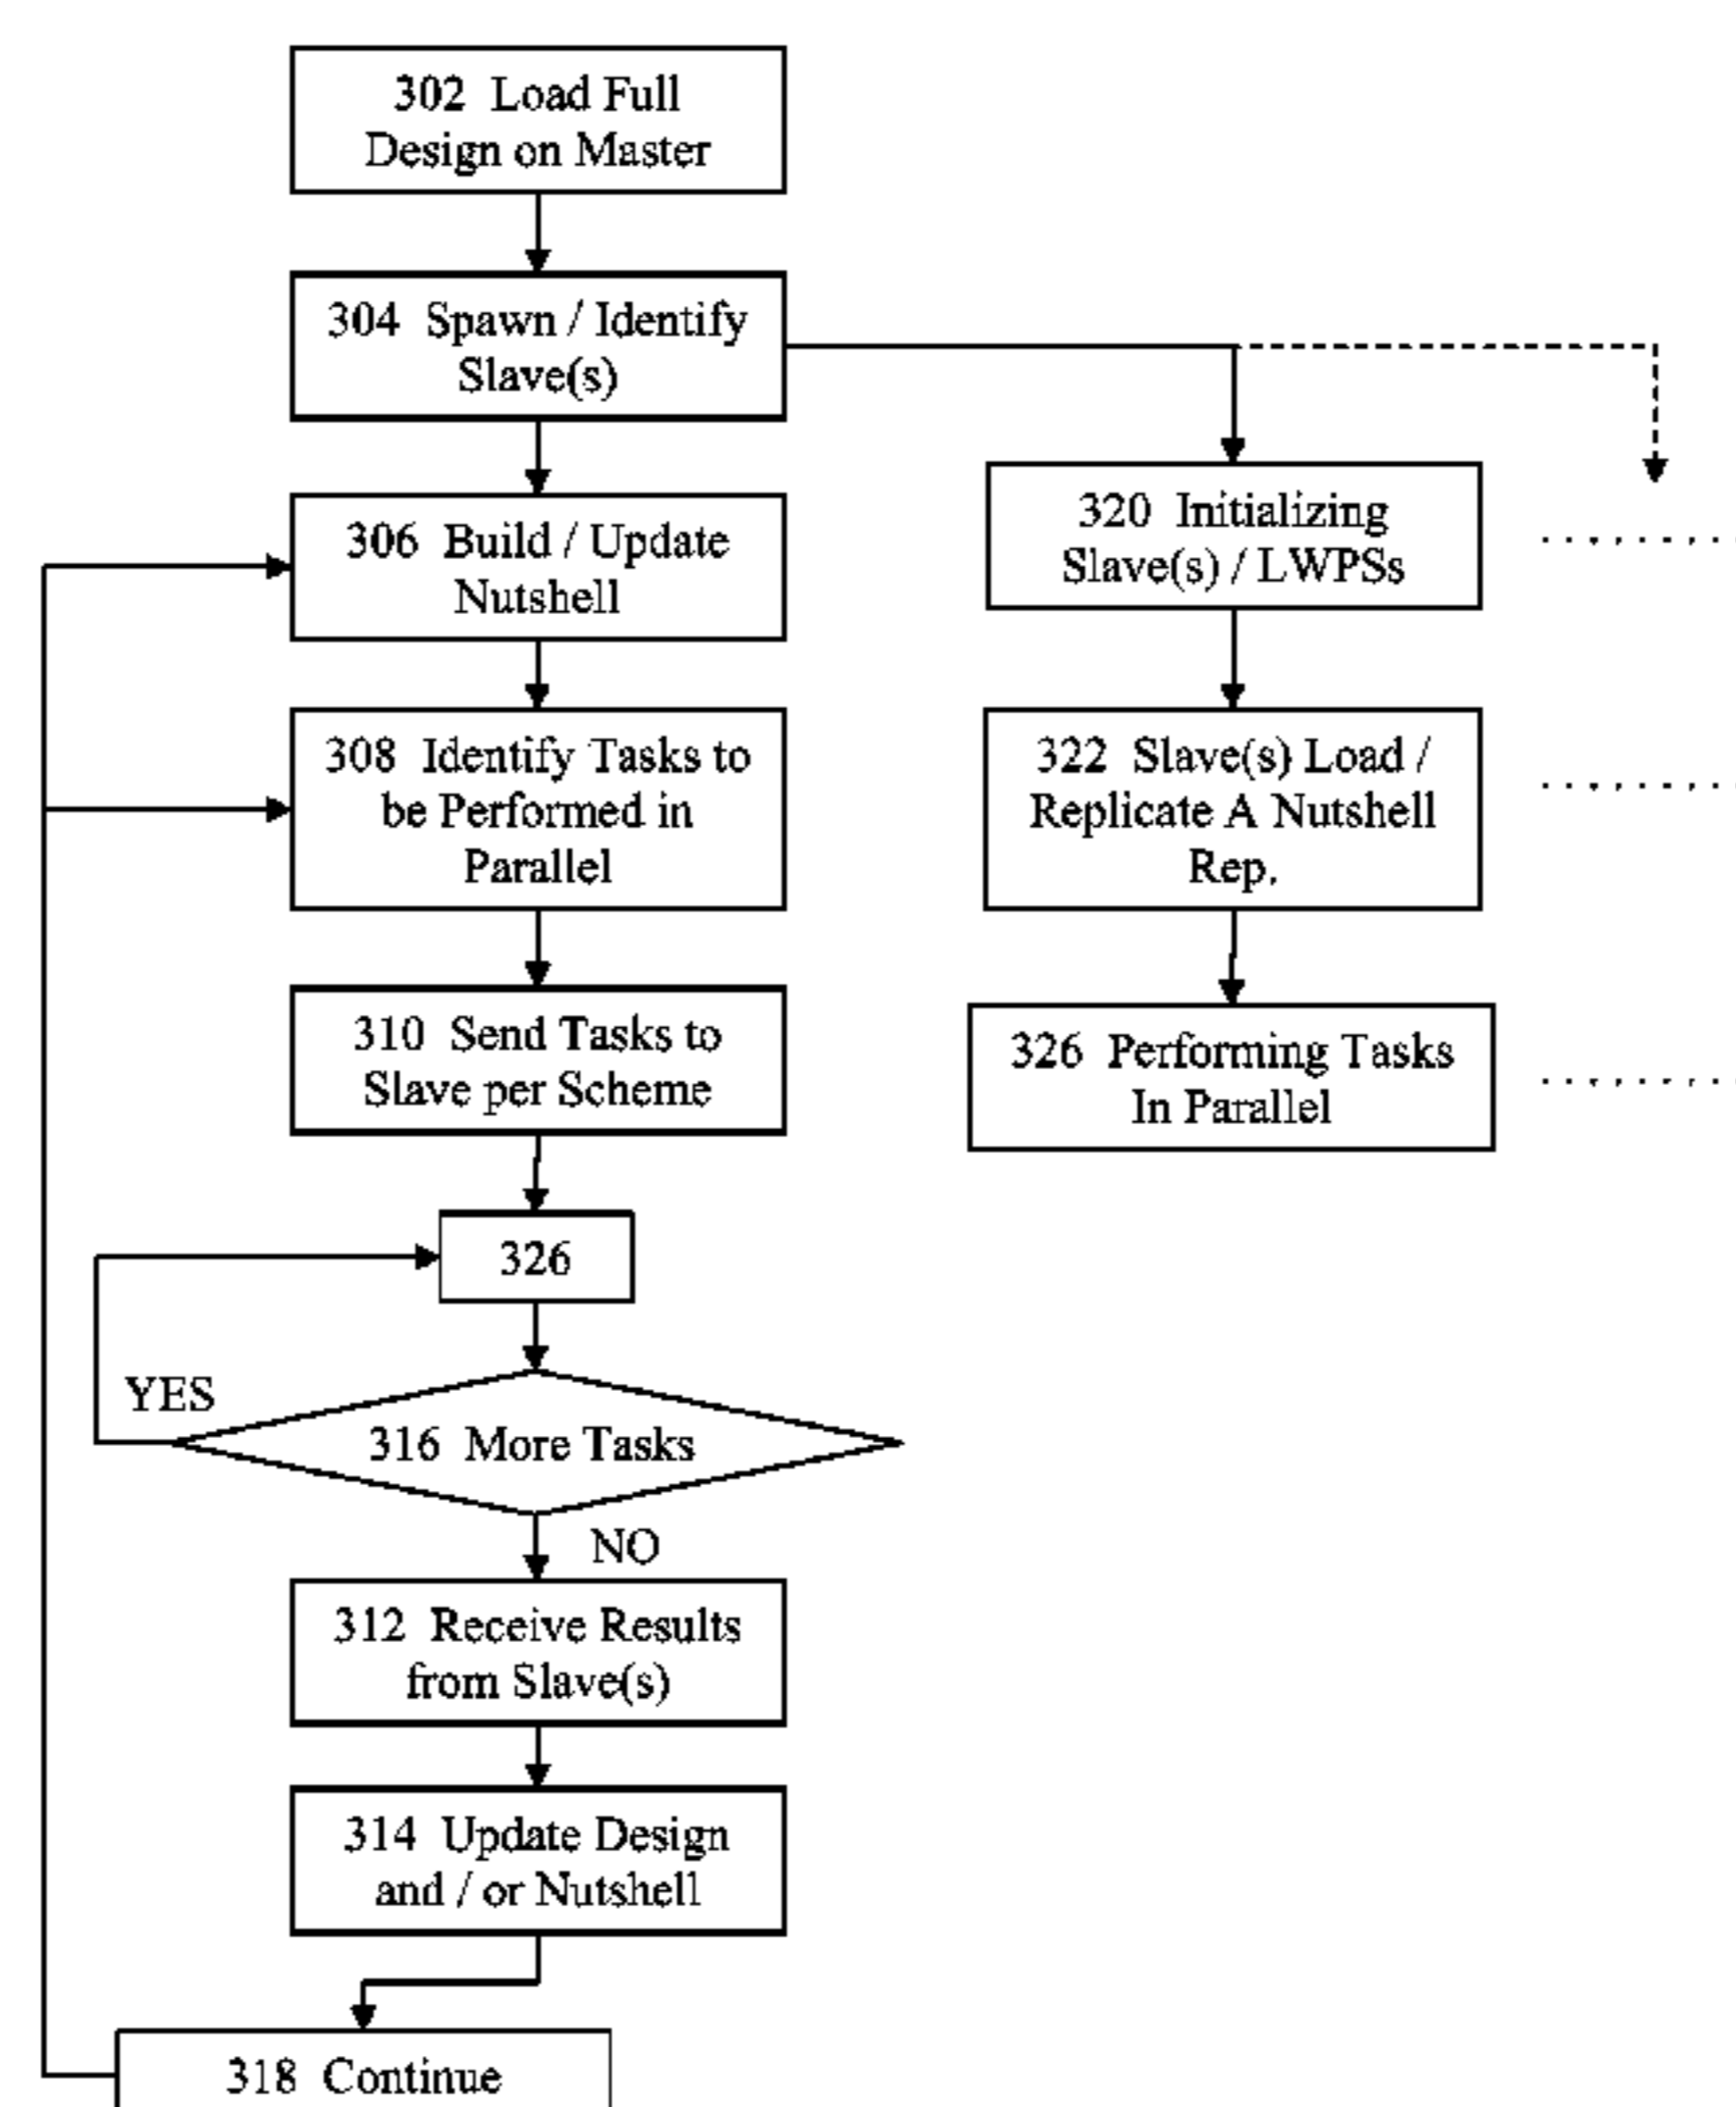 302 Load Full
Design on Master
304 Spawn / Identify
Slave(s)
306 Build / Update
Nutshell
308 Identify Tasks to
be Performed in
Parallel
310 Send Tasks to
Slave per Scheme
326
YES
316 More Tasks
NO
312 Receive Results
from Slave(s)
314 Update Design
and / or Nutshell
318 Continue
320 Initializing
Slave(s) / LWPSs
322 Slave(s) Load /
Replicate A Nutshell
Rep.
326 Performing Tasks
In Parallel